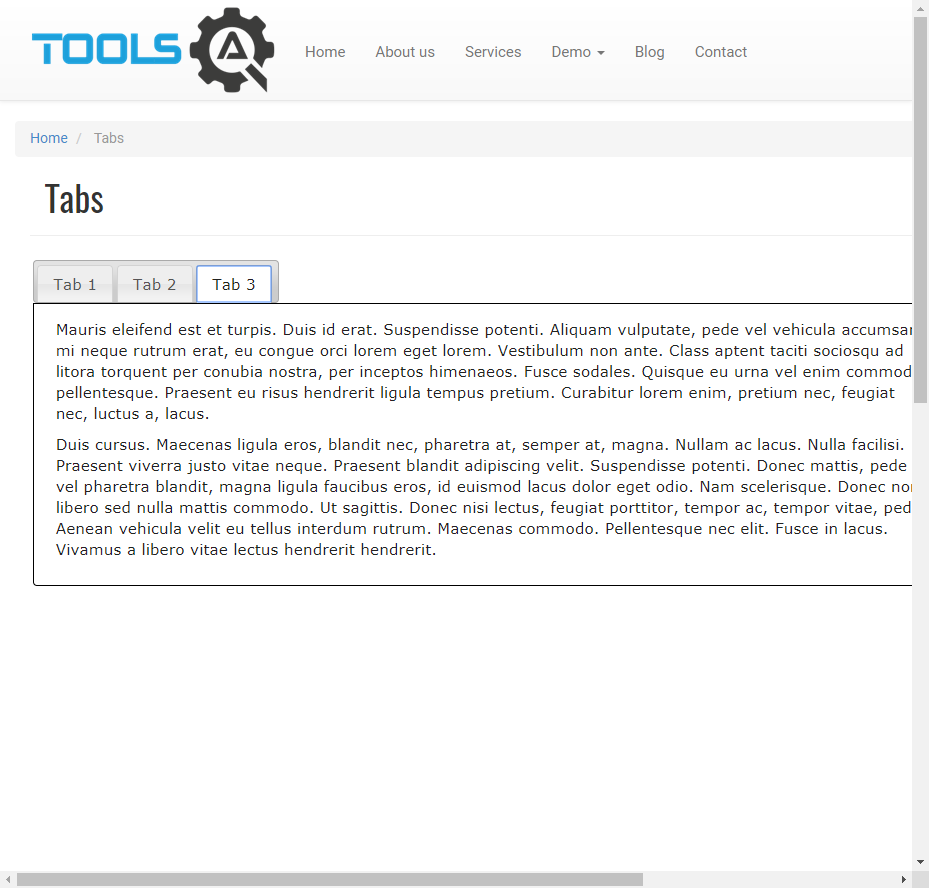 TOOLS QA
Home About us Services Demo Blog Contact
Home / Tabs
Tabs
Tab 1 Tab 2 Tab 3
Mauris eleifend est et turpis. Duis id erat. Suspendisse potenti. Aliquam vulputate, pede vel vehicula accumsan
mi neque rutrum erat, eu congue orci lorem eget lorem. Vestibulum non ante. Class aptent taciti sociosqu ad
litora torquent per conubia nostra, per inceptos himenaeos. Fusce sodales. Quisque eu urna vel enim commod
pellentesque. Praesent eu risus hendrerit ligula tempus pretium. Curabitur lorem enim, pretium nec, feugiat
nec, luctus a, lacus.
Duis cursus. Maecenas ligula eros, blandit nec, pharetra at, semper at, magna. Nullam ac lacus. Nulla facilisi.
Praesent viverra justo vitae neque. Praesent blandit adipiscing velit. Suspendisse potenti. Donec mattis, pede
vel pharetra blandit, magna ligula faucibus eros, id euismod lacus dolor eget odio. Nam scelerisque. Donec non
libero sed nulla mattis commodo. Ut sagittis. Donec nisi lectus, feugiat porttitor, tempor ac, tempor vitae, ped
Aenean vehicula velit eu tellus interdum rutrum. Maecenas commodo. Pellentesque nec elit. Fusce in lacus.
Vivamus a libero vitae lectus hendrerit hendrerit.